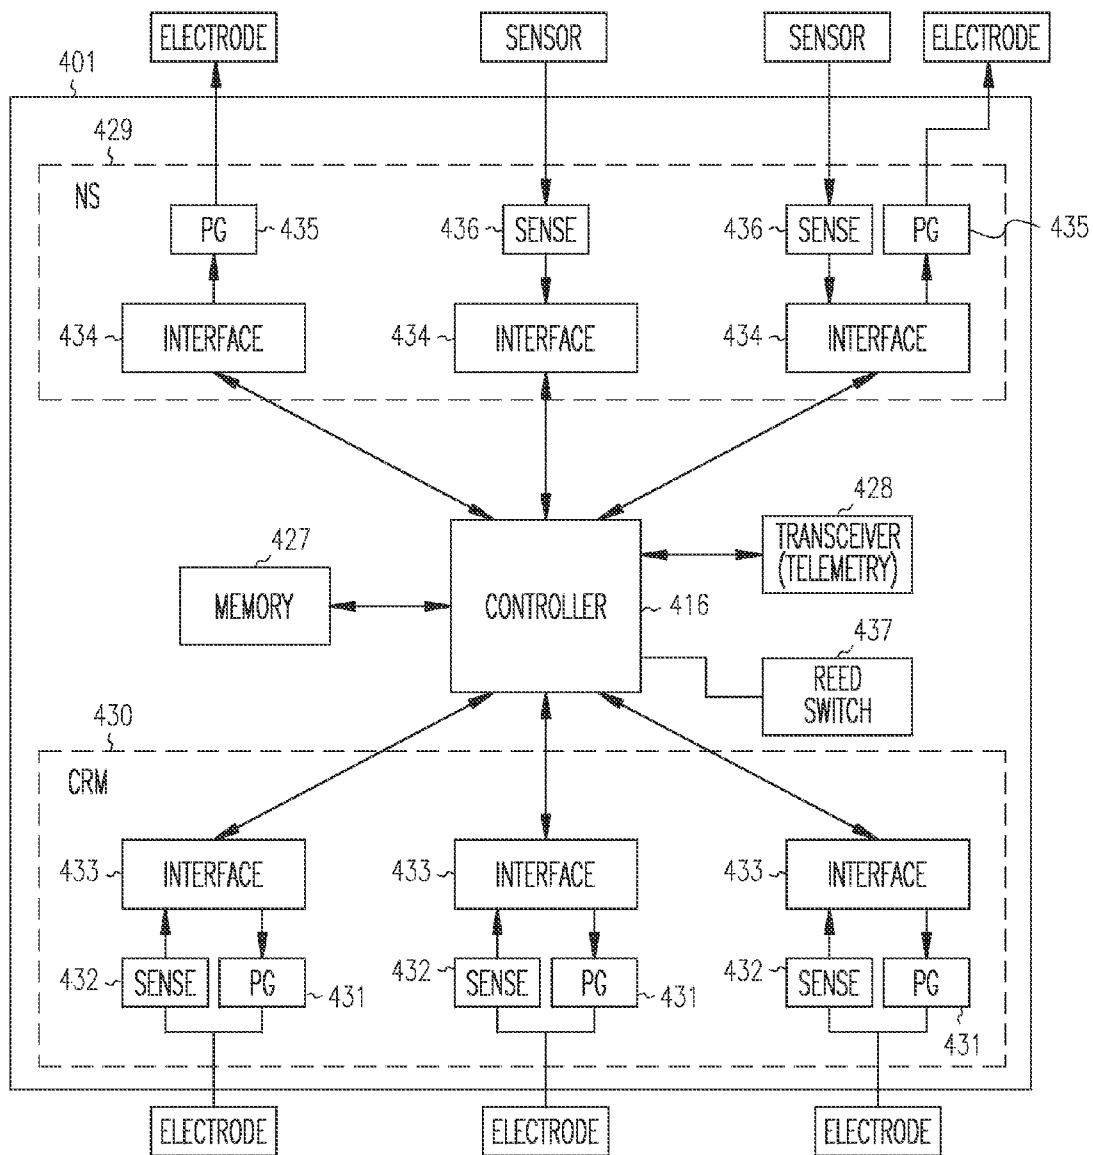 ELECTRODE
SENSOR
SENSOR
ELECTRODE
401
429
NS
PG
435
436
SENSE
436
SENSE
PG
435
434
INTERFACE
434
INTERFACE
434
INTERFACE
428
TRANSCEIVER
(TELEMETRY)
427
MEMORY
CONTROLLER
416
437
REED
SWITCH
430
CRM
433
INTERFACE
433
INTERFACE
433
INTERFACE
432
SENSE
PG
431
432
SENSE
PG
431
432
SENSE
PG
431
ELECTRODE
ELECTRODE
ELECTRODE